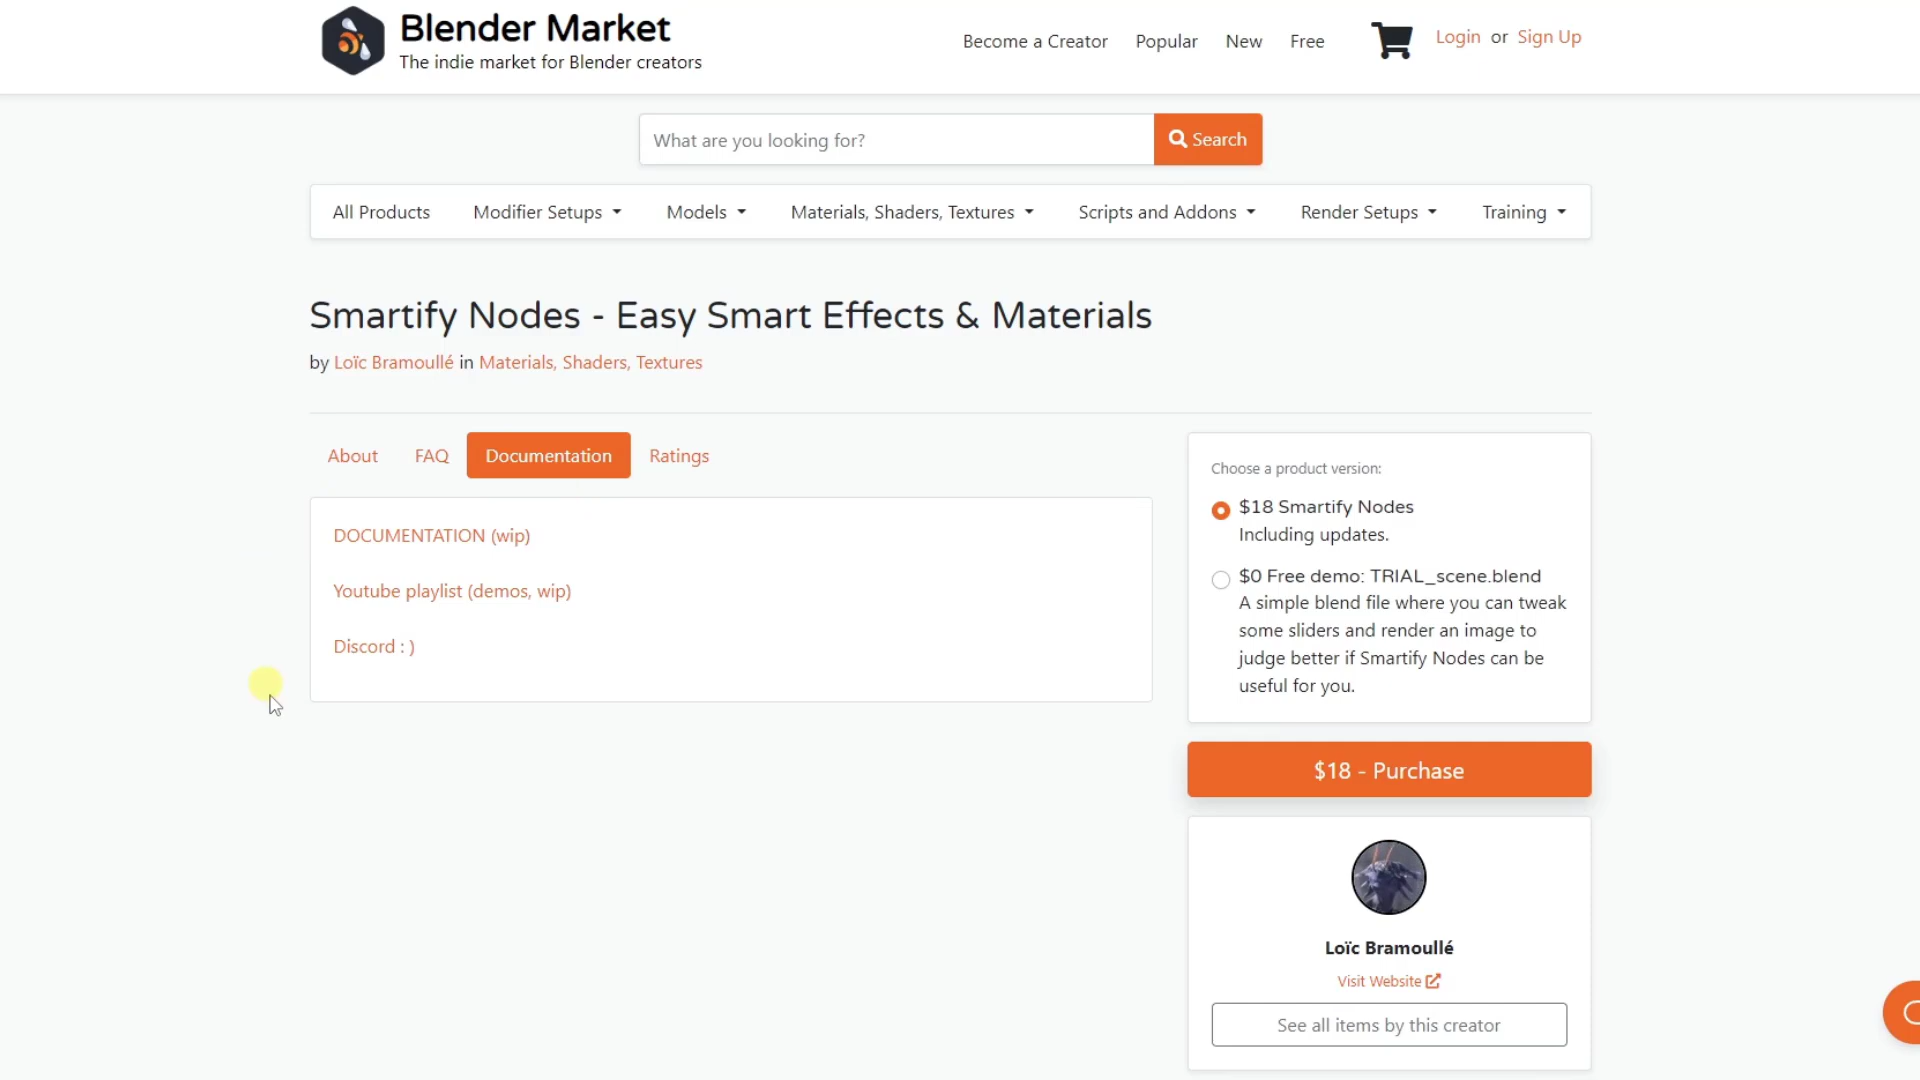 Blender Market
The indie market for Blender creators
Become a Creator
Popular
New
Free
Login or Sign Up
What are you looking for?
Search
All Products
Modifier Setups
Models
Materials, Shaders, Textures
Scripts and Addons
Render Setups
Training
Smartify Nodes - Easy Smart Effects & Materials
by Loïc Bramoullé in Materials, Shaders, Textures
About
FAQ
Documentation
Ratings
DOCUMENTATION (wip)
Youtube playlist (demos, wip)
Discord : )
Choose a product version:
$18 Smartify Nodes
Including updates.
$0 Free demo: TRIAL_scene.blend
A simple blend file where you can tweak
some sliders and render an image to
judge better if Smartify Nodes can be
useful for you.
$18 - Purchase
Loïc Bramoullé
Visit Website
See all items by this creator